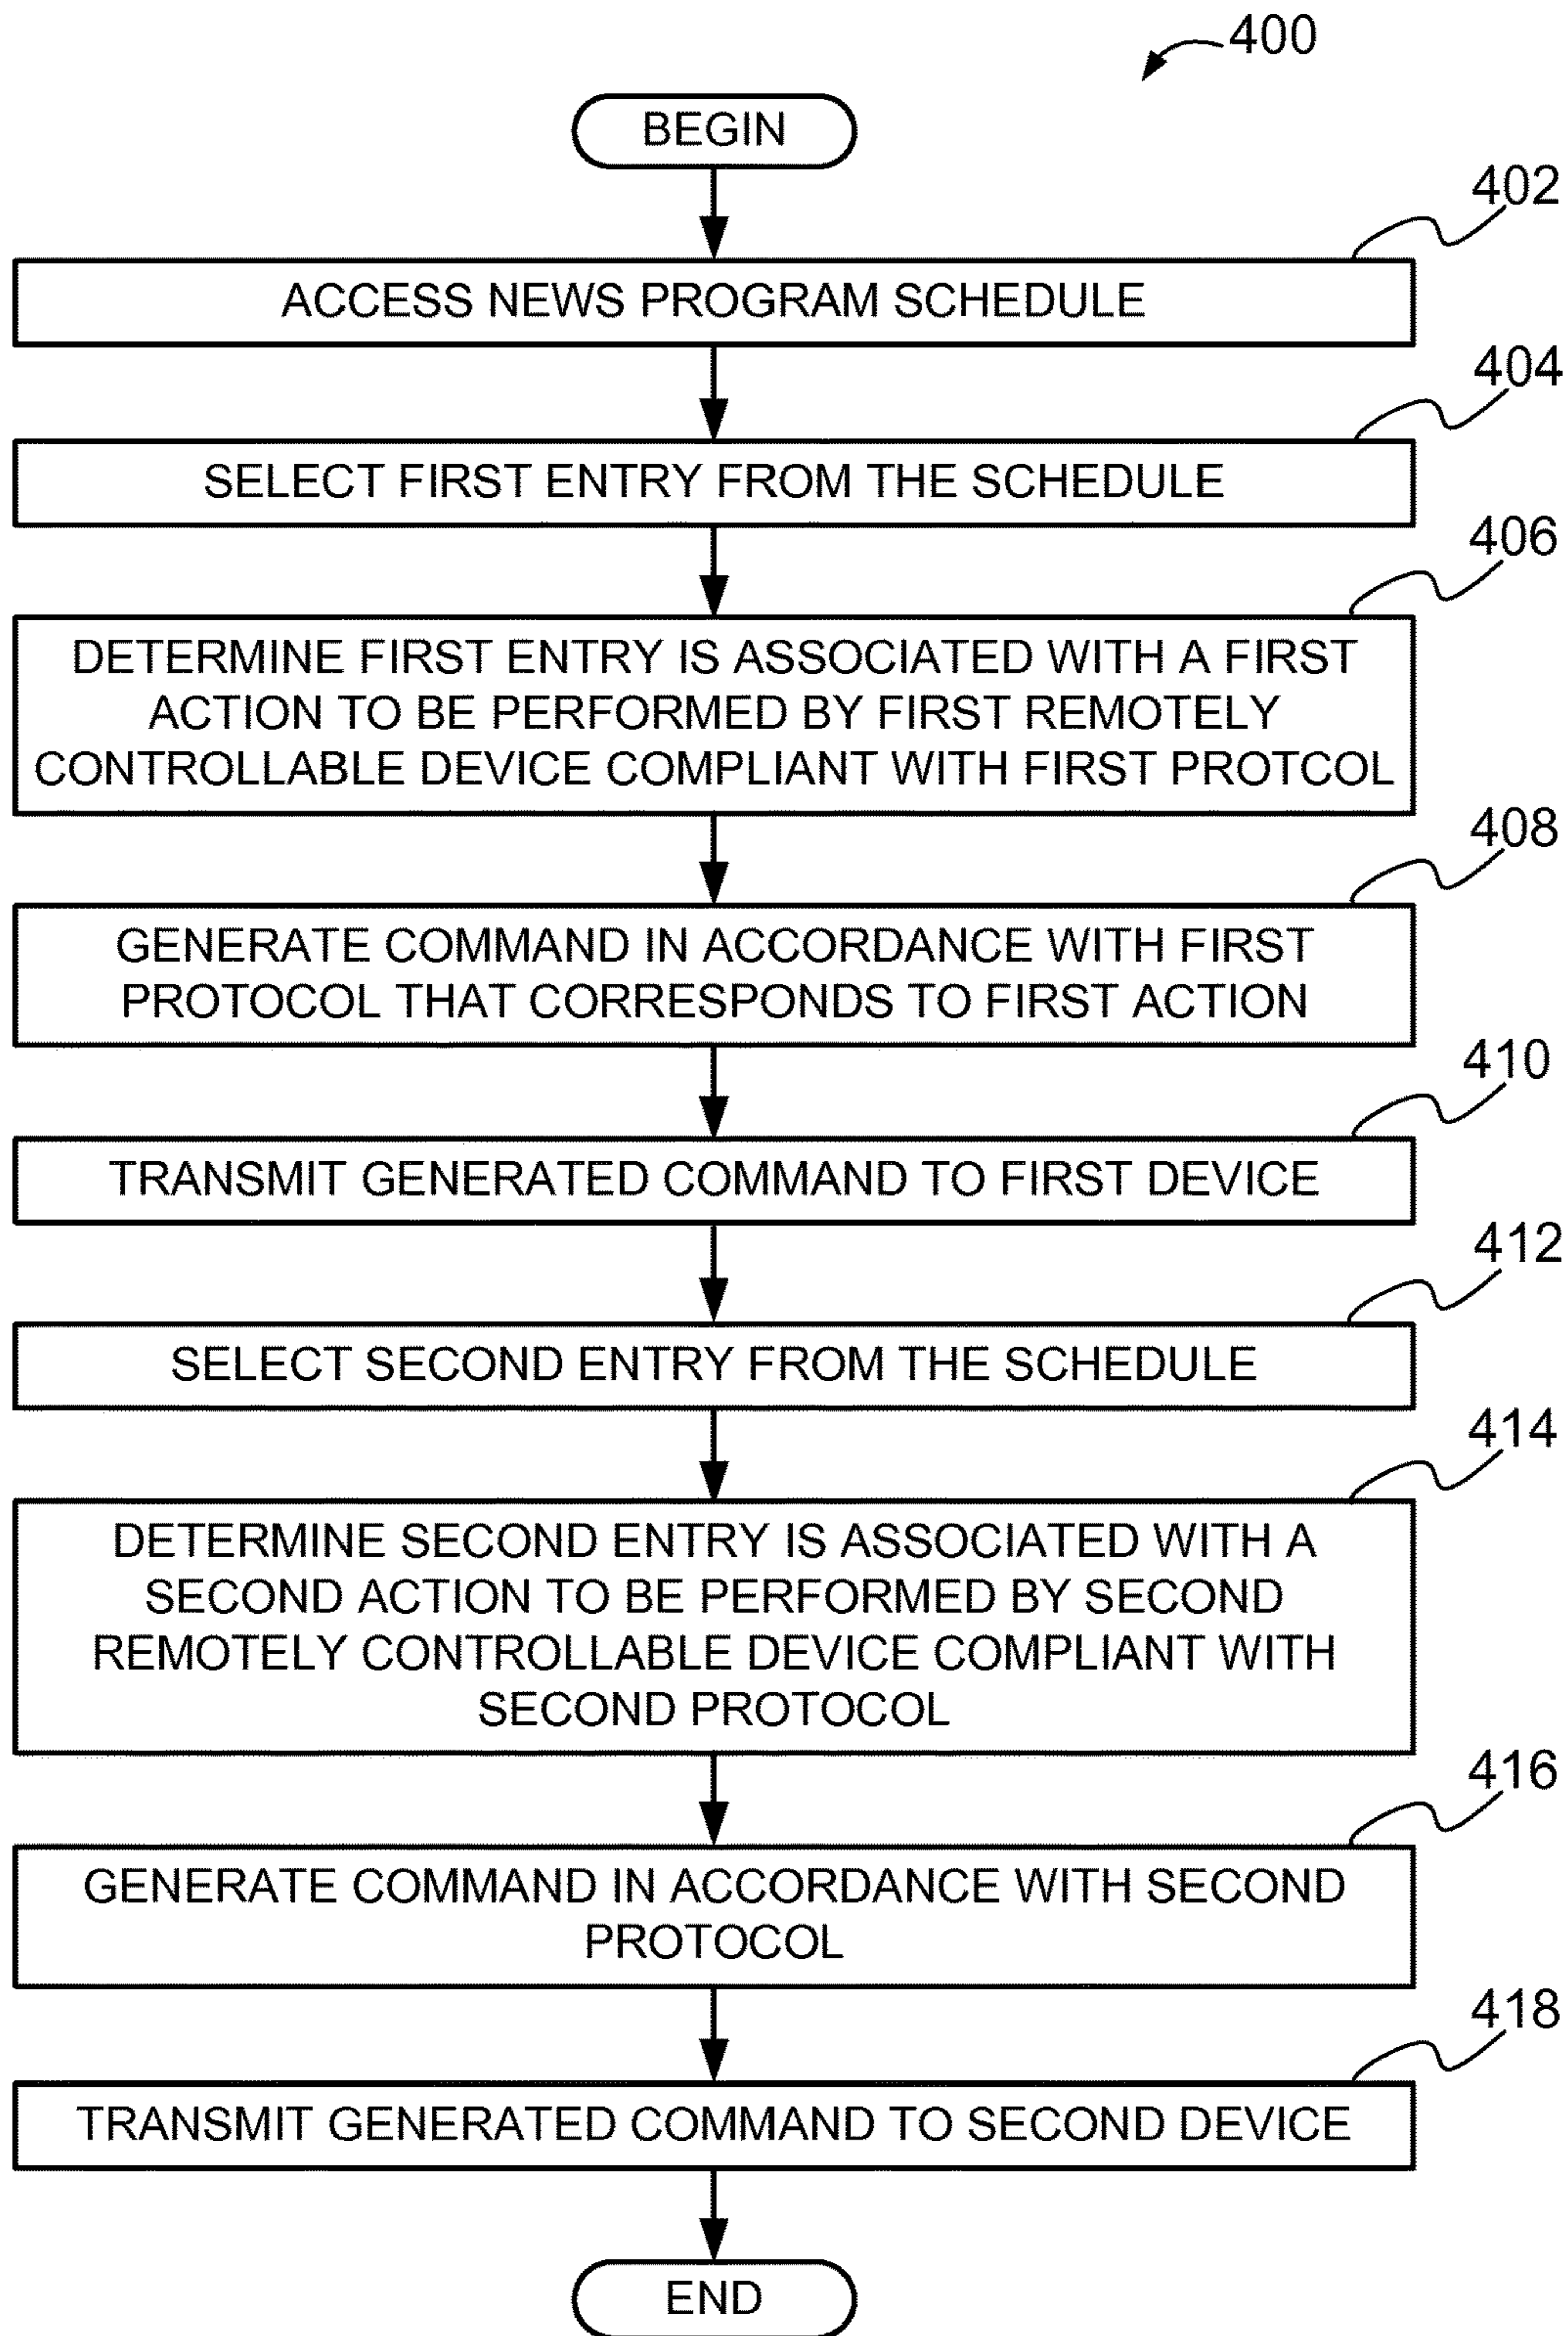 400
BEGIN
402
ACCESS NEWS PROGRAM SCHEDULE
404
SELECT FIRST ENTRY FROM THE SCHEDULE
406
DETERMINE FIRST ENTRY IS ASSOCIATED WITH A FIRST
ACTION TO BE PERFORMED BY FIRST REMOTELY
CONTROLLABLE DEVICE COMPLIANT WITH FIRST PROTCOL
408
GENERATE COMMAND IN ACCORDANCE WITH FIRST
PROTOCOL THAT CORRESPONDS TO FIRST ACTION
410
TRANSMIT GENERATED COMMAND TO FIRST DEVICE
412
SELECT SECOND ENTRY FROM THE SCHEDULE
414
DETERMINE SECOND ENTRY IS ASSOCIATED WITH A
SECOND ACTION TO BE PERFORMED BY SECOND
REMOTELY CONTROLLABLE DEVICE COMPLIANT WITH
SECOND PROTOCOL
416
GENERATE COMMAND IN ACCORDANCE WITH SECOND
PROTOCOL
418
TRANSMIT GENERATED COMMAND TO SECOND DEVICE
END